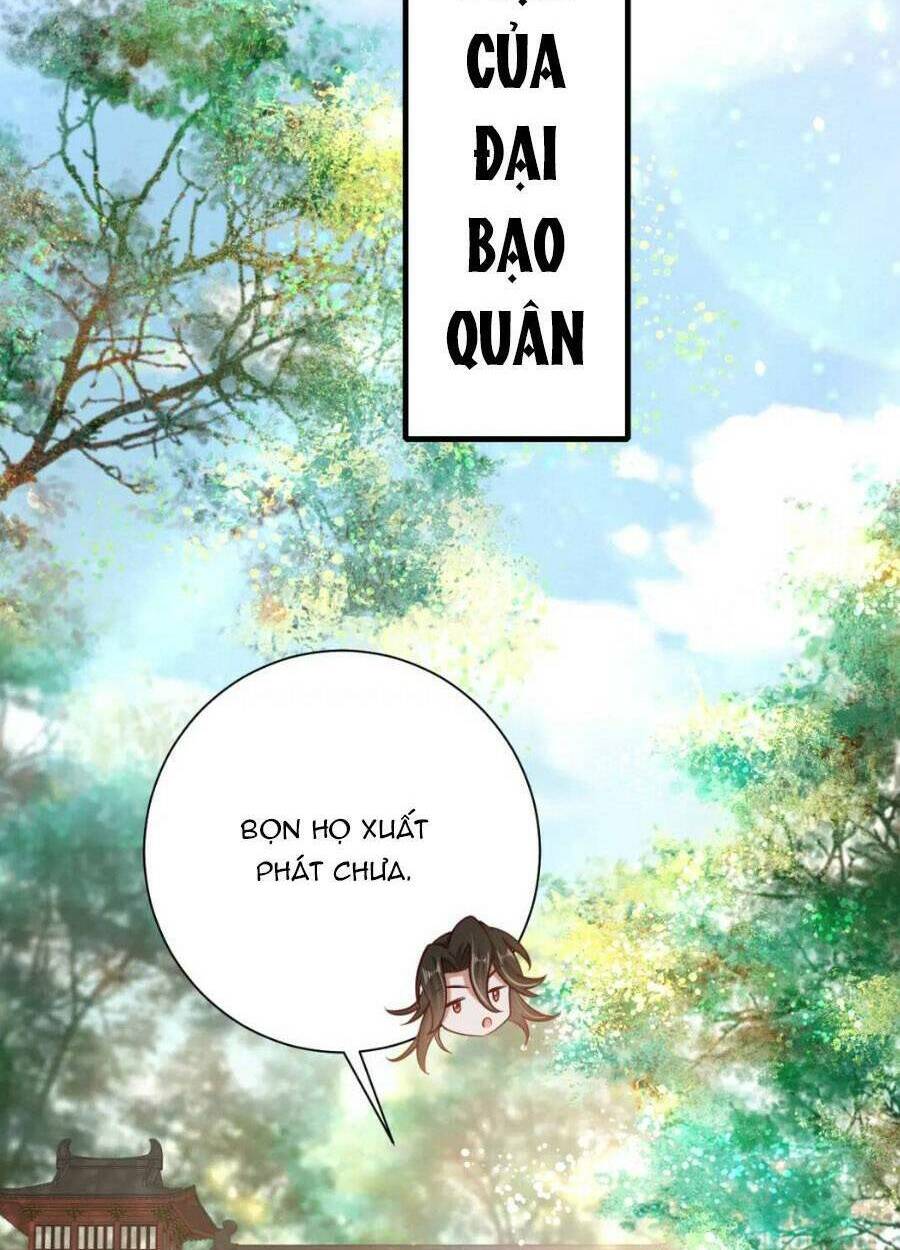 CỦA
ĐẠI
BẠO
QUÂN
BỌN HỌ XUẤT
PHÁT CHƯA.